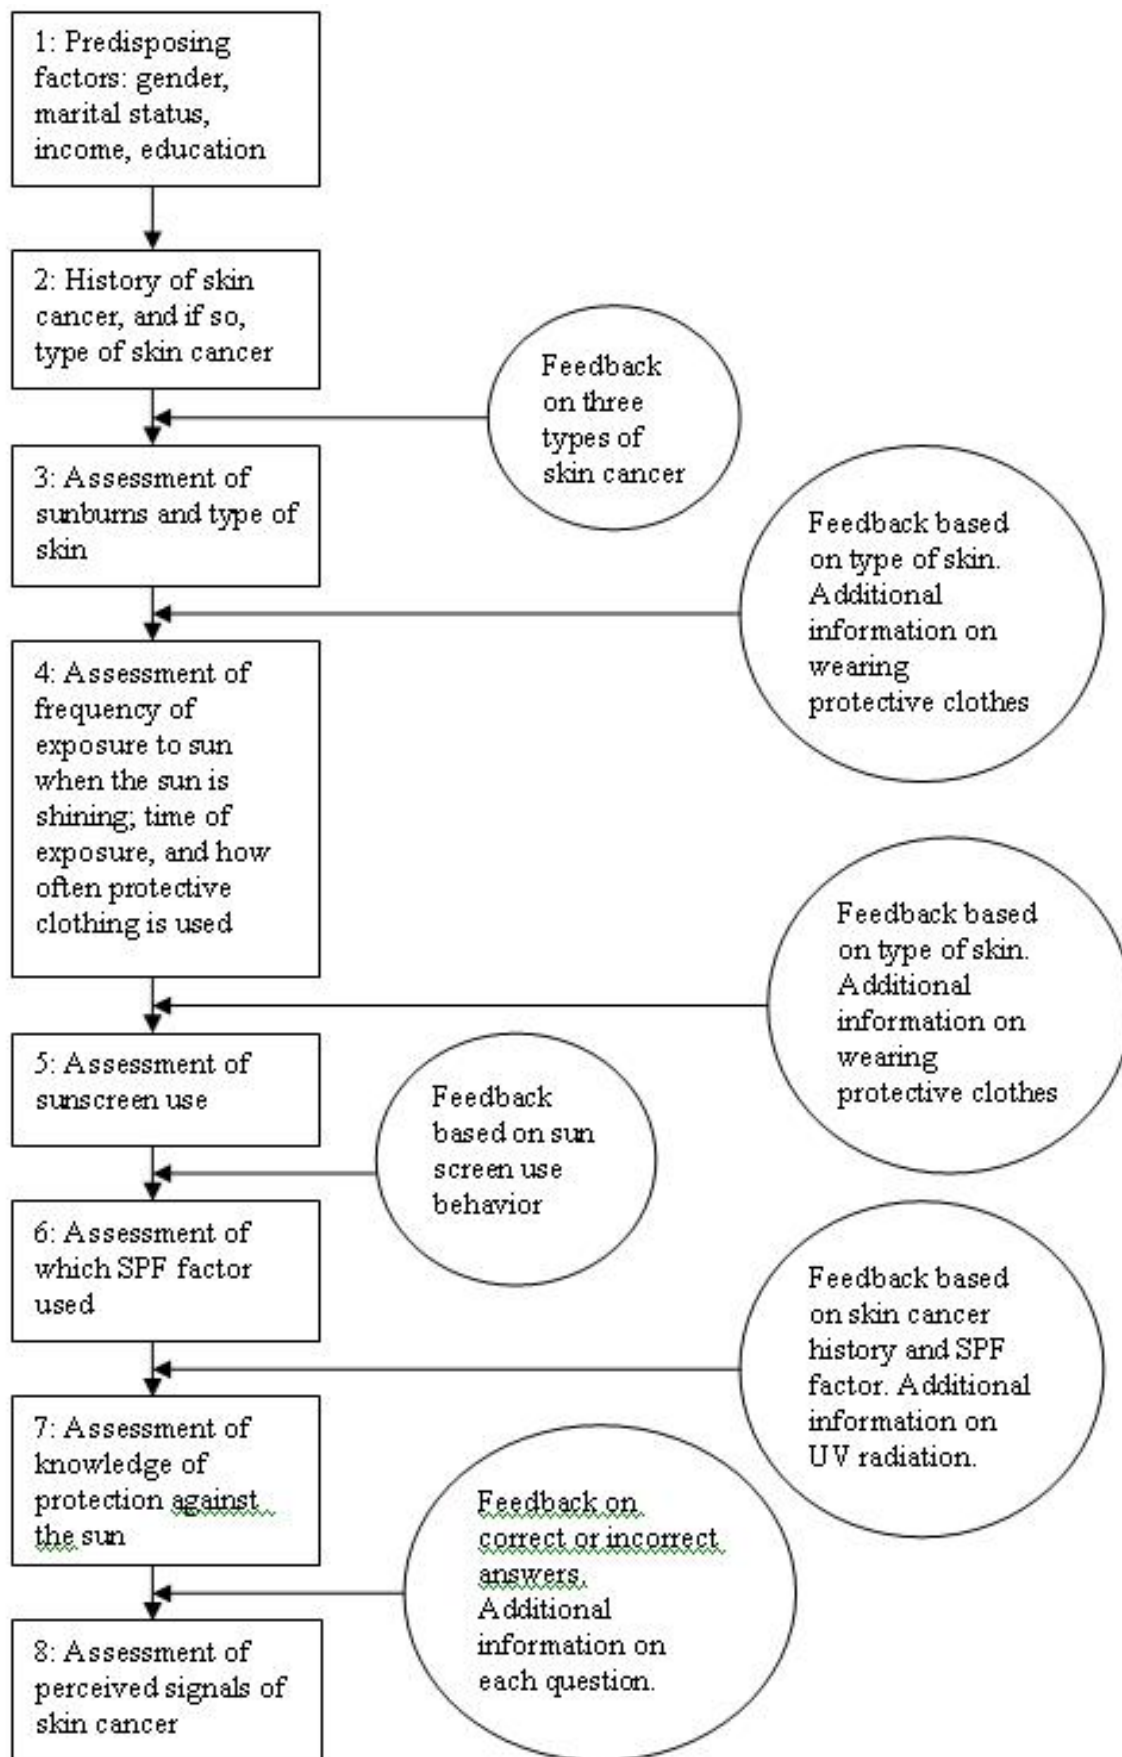 1: Predisposing
factors: gender,
marital status,
income, education
2: History of skin
cancer, and if so,
type of skin cancer
Feedback
on three
types of
skin cancer
3: Assessment of
sunburns and type of
skin
Feedback based
on type of skin.
Additional
information on
wearing
protective clothes
4: Assessment of
frequency of
exposure to sun
when the sun is
shining; time of
exposure, and how
often protective
clothing is used
Feedback based
on type of skin.
Additional
information on
wearing
protective clothes
5: Assessment of
sunscreen use
Feedback
based on sun
screen use
behavior
6: Assessment of
which SPF factor
used
Feedback based
on skin cancer
history and SPF
factor. Additional
information on
UV radiation.
7: Assessment of
knowledge of
protection against
the sun
Feedback on
correct or incorrect
answers.
Additional
information on
each question.
8: Assessment of
perceived signals of
skin cancer